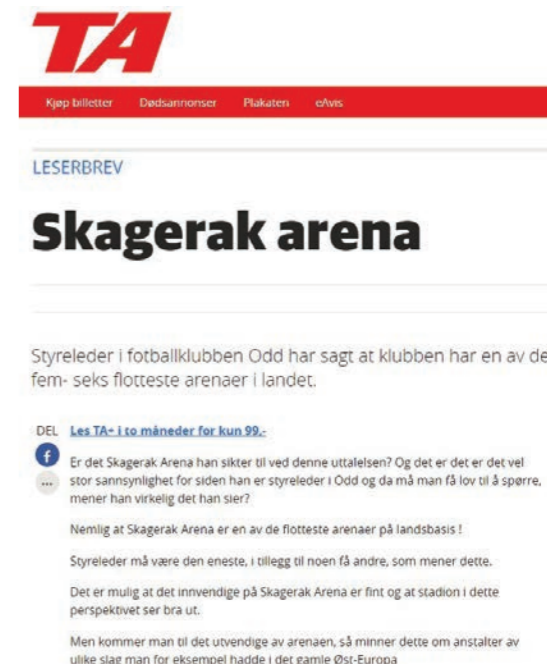 TA
Kjøp billetter Dødsannonser Plakaten eAvis
LESERBREV
Skagerak arena
Styreleder i fotballklubben Odd har sagt at klubben har en av de
fem- seks flotteste arenaer i landet.
DEL Les TA+ i to måneder for kun 99,-
Er det Skagerak Arena han sikter til ved denne uttalelsen? Og det er det er det vel
stor sannsynlighet for siden han er styreleder i Odd og da må man få lov til å spørre,
mener han virkelig det han sier?
Nemlig at Skagerak Arena er en av de flotteste arenaer på landsbasis !
Styreleder må være den eneste, i tillegg til noen få andre, som mener dette.
Det er mulig at det innvendige på Skagerak Arena er fint og at stadion i dette
perspektivet ser bra ut.
Men kommer man til det utvendige av arenaen, så minner dette om anstalter av
ulike slag man for eksempel hadde i det gamle Øst-Europa